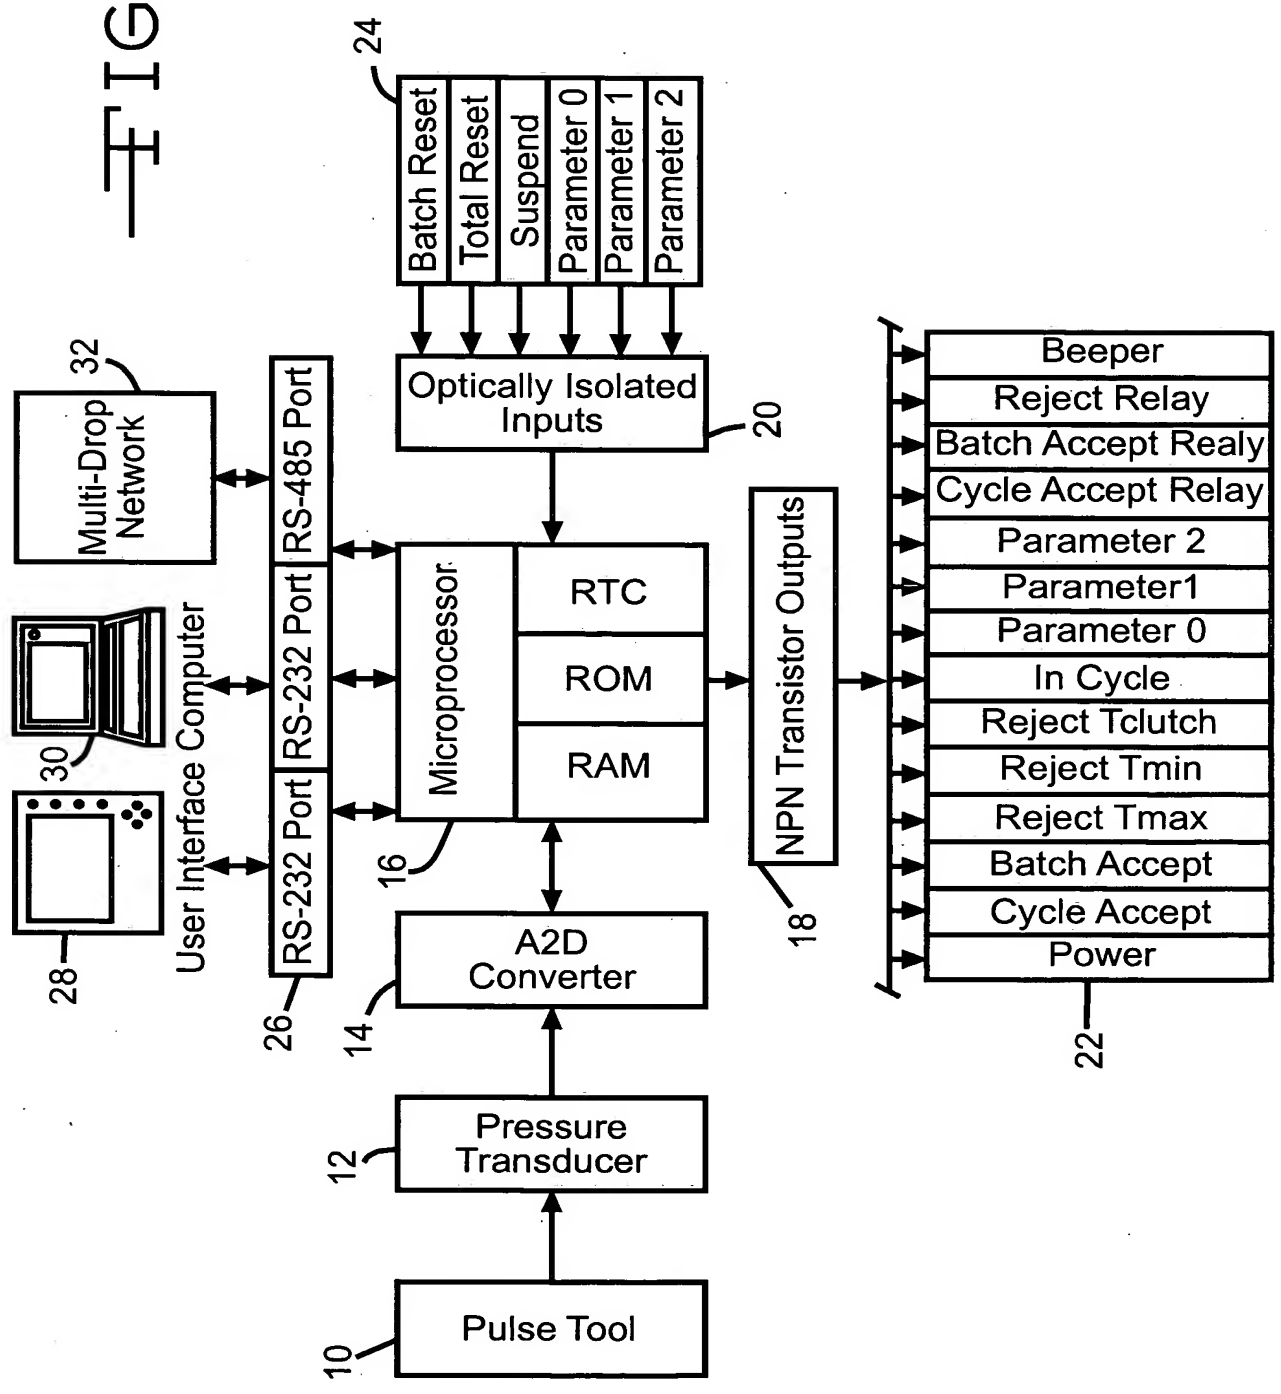 FIG
24
Batch Reset
Total Reset
Suspend
Parameter 0
Parameter 1
Parameter 2
32
Multi-Drop
Network
RS-485 Port
Optically Isolated
Inputs
20
30
28
User Interface Computer
RS-232 Port
RS-232 Port
26
Microprocessor
16
RTC
ROM
RAM
A2D
Converter
14
Pressure
Transducer
12
Pulse Tool
10
NPN Transistor Outputs
18
Beeper
Reject Relay
Batch Accept Realy
Cycle Accept Relay
Parameter 2
Parameter1
Parameter 0
In Cycle
Reject Tclutch
Reject Tmin
Reject Tmax
Batch Accept
Cycle Accept
Power
22